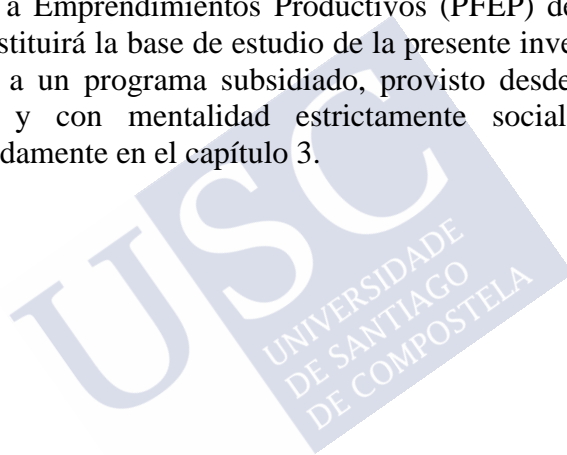 a Emprendimientos Productivos (PFEP) de
stituirá la base de estudio de la presente inve
a un programa subsidiado, provisto desde
y con mentalidad estrictamente social
damente en el capítulo 3.
USC
UNIVERSIDADE
DE SANTIAGO
DE COMPOSTELA